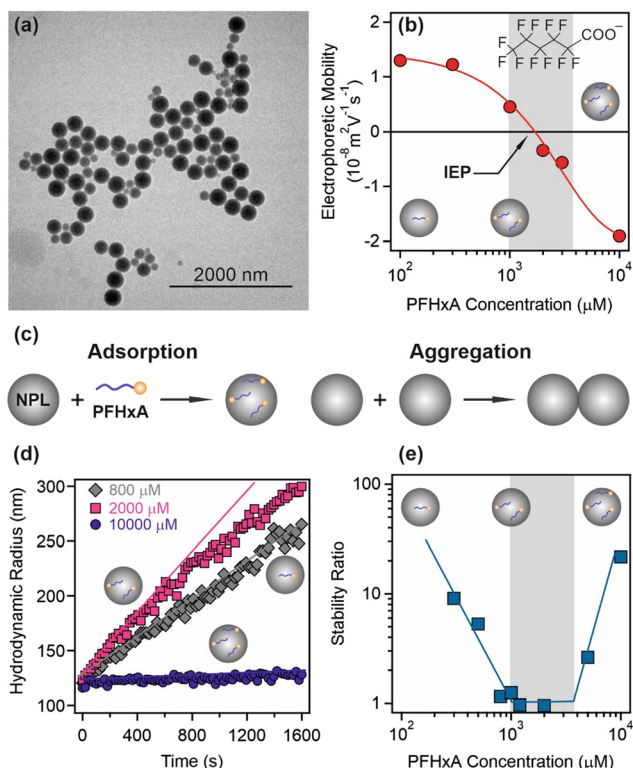 (a)
2000 nm
(b)
2
1
0
-1
-2
Electrophoretic Mobility
(10⁻⁸ m²V⁻¹s⁻¹)
F F F F COO⁻
F
F F F F F F
IEP
10² 10³ 10⁴
PFHxA Concentration (µM)
(c)
Adsorption
NPL + PFHxA
Aggregation
+
(d)
800 µM
2000 µM
10000 µM
300
250
200
150
100
Hydrodynamic Radius (nm)
0 400 800 1200 1600
Time (s)
(e)
100
10
1
Stability Ratio
10² 10³ 10⁴
PFHxA Concentration (µM)